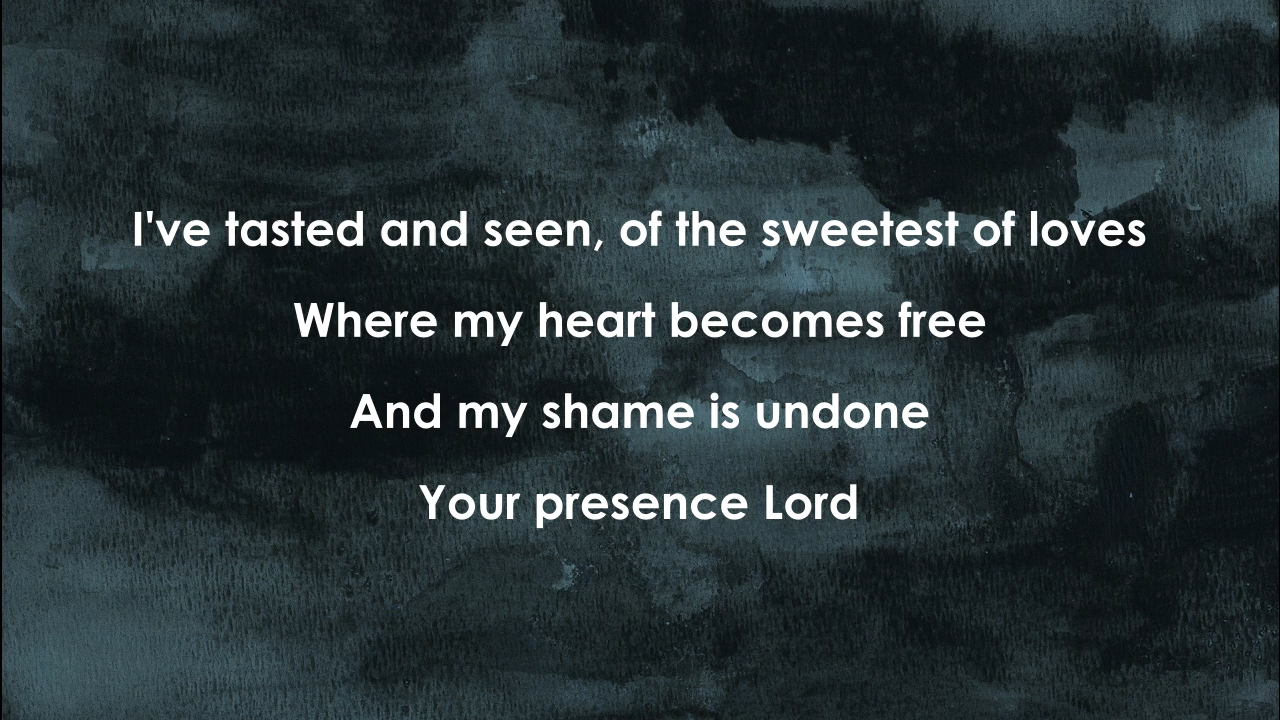 I've tasted and seen, of the sweetest of loves
Where my heart becomes free
And my shame is undone
Your presence Lord